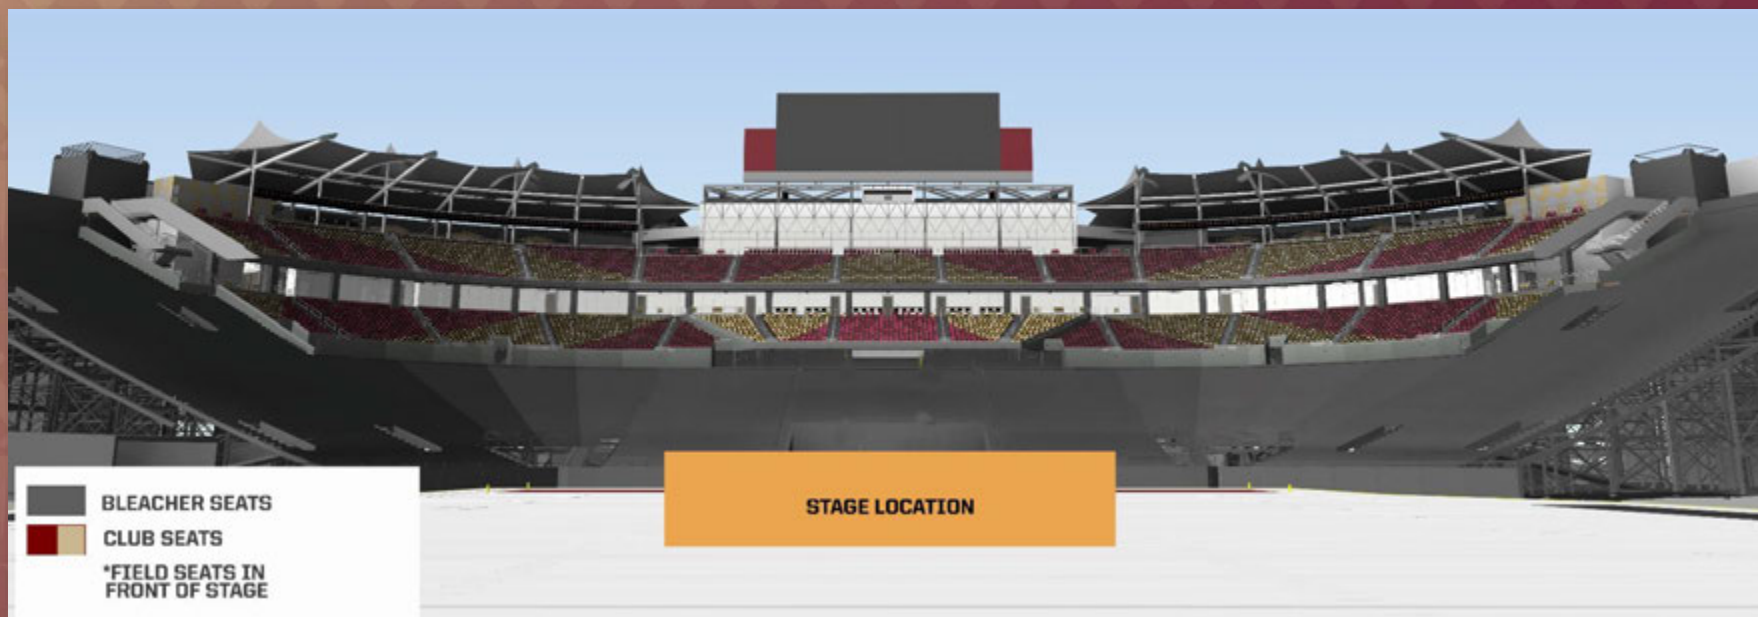 STAGE LOCATION
BLEACHER SEATS
CLUB SEATS
*FIELD SEATS IN
FRONT OF STAGE